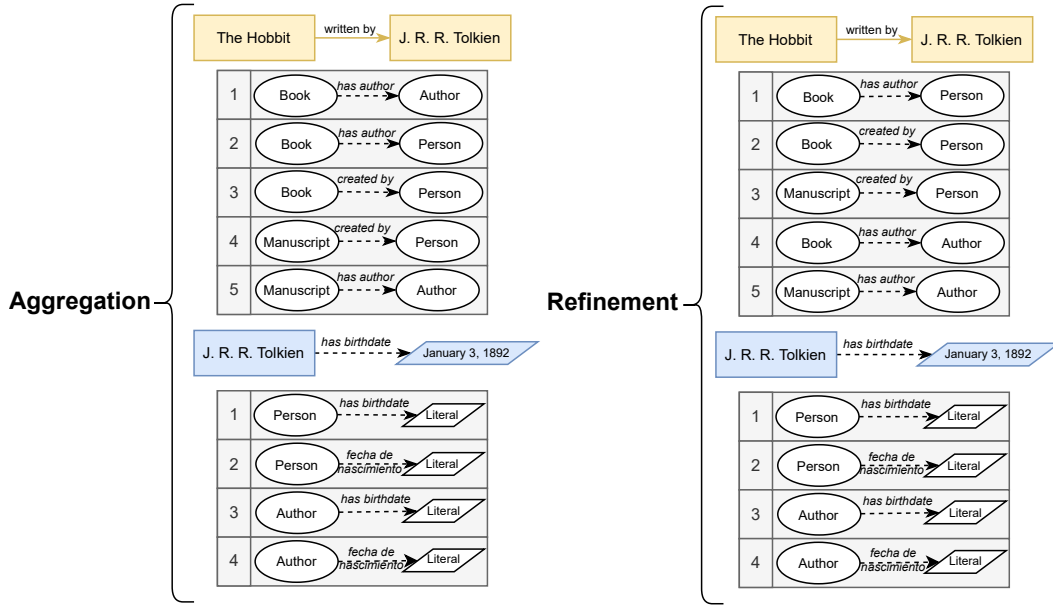 Aggregation
The Hobbit written by J. R. R. Tolkien
1 Book has author Author
2 Book has author Person
3 Book created by Person
4 Manuscript created by Person
5 Manuscript has author Author
J. R. R. Tolkien has birthdate January 3, 1892
1 Person has birthdate Literal
2 Person fecha de nascimiento Literal
3 Author has birthdate Literal
4 Author fecha de nascimiento Literal
Refinement
The Hobbit written by J. R. R. Tolkien
1 Book has author Person
2 Book created by Person
3 Manuscript created by Person
4 Book has author Author
5 Manuscript has author Author
J. R. R. Tolkien has birthdate January 3, 1892
1 Person has birthdate Literal
2 Person fecha de nascimiento Literal
3 Author has birthdate Literal
4 Author fecha de nascimiento Literal